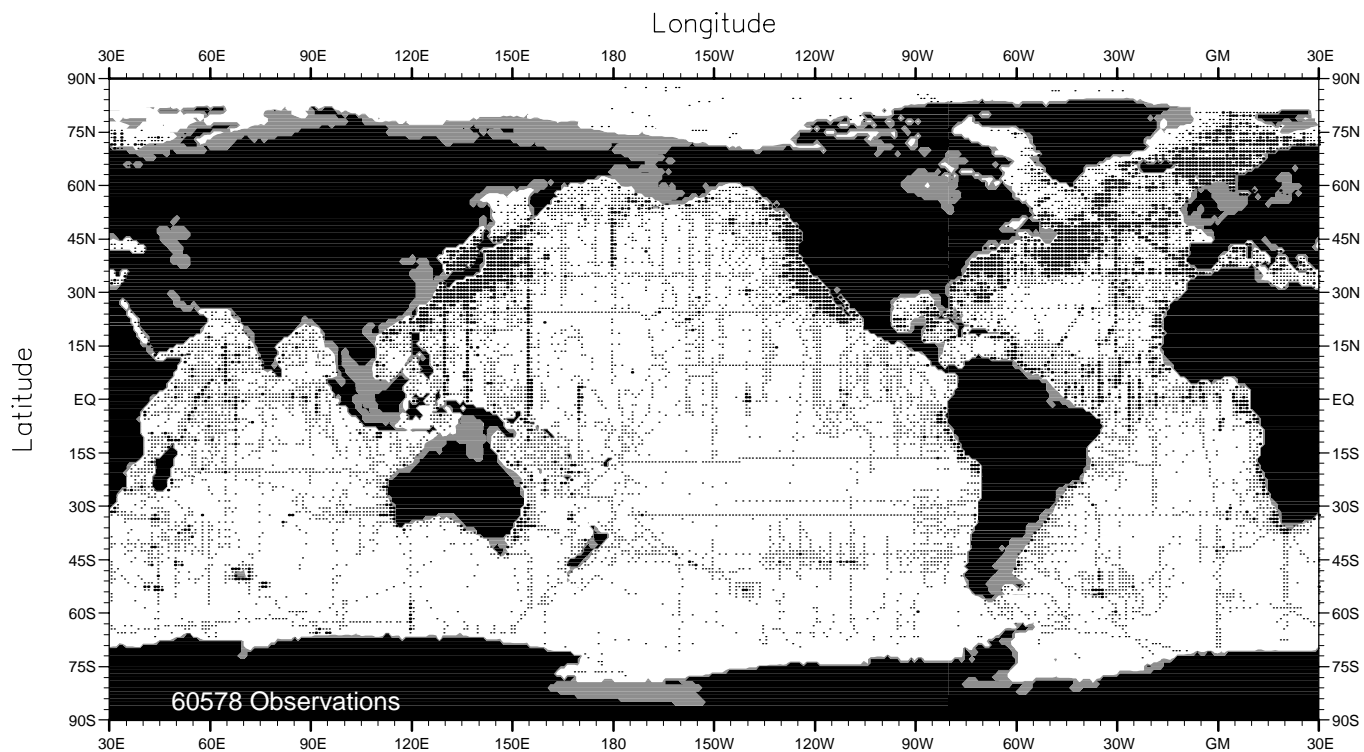 Longitude
30E 60E 90E 120E 150E 180 150W 120W 90W 60W 30W GM 30E
90N 90N
75N 75N
60N 60N
45N 45N
30N 30N
15N 15N
EQ EQ
15S 15S
30S 30S
45S 45S
60S 60S
75S 75S
90S 90S
Latitude
60578 Observations
30E 60E 90E 120E 150E 180 150W 120W 90W 60W 30W GM 30E